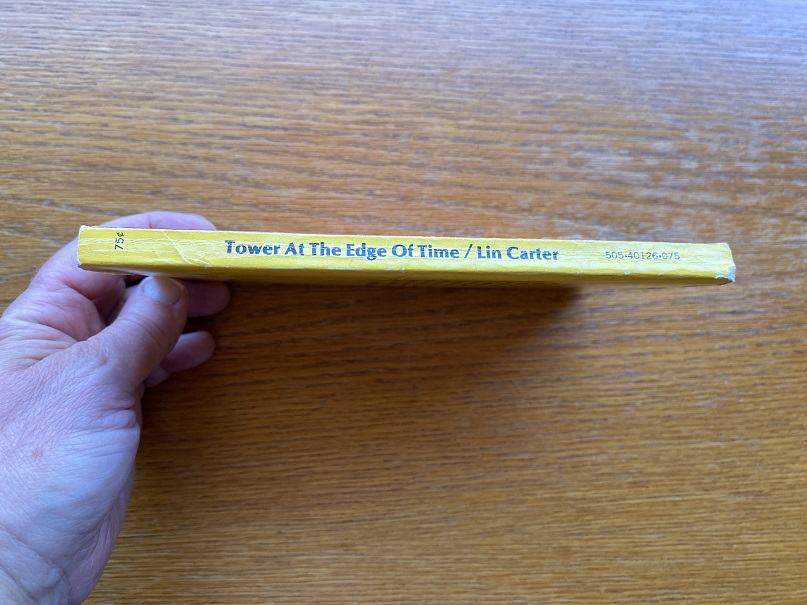 75¢
Tower At The Edge Of Time / Lin Carter
505-40126-075